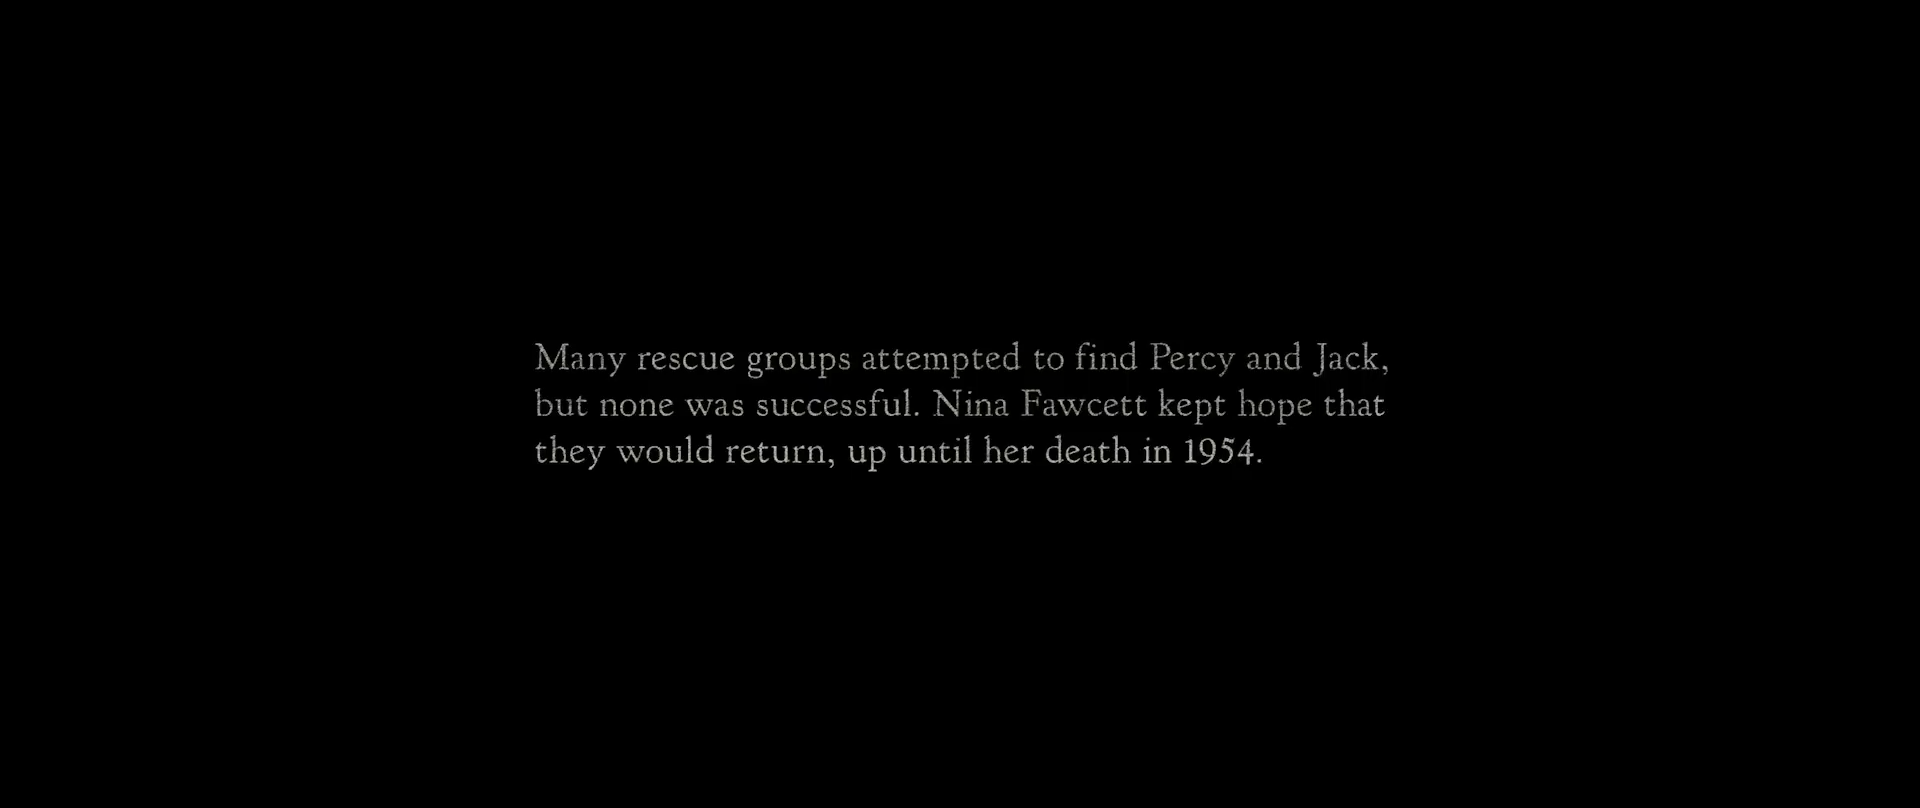 Many rescue groups attempted to find Percy and Jack,
but none was successful. Nina Fawcett kept hope that
they would return, up until her death in 1954.